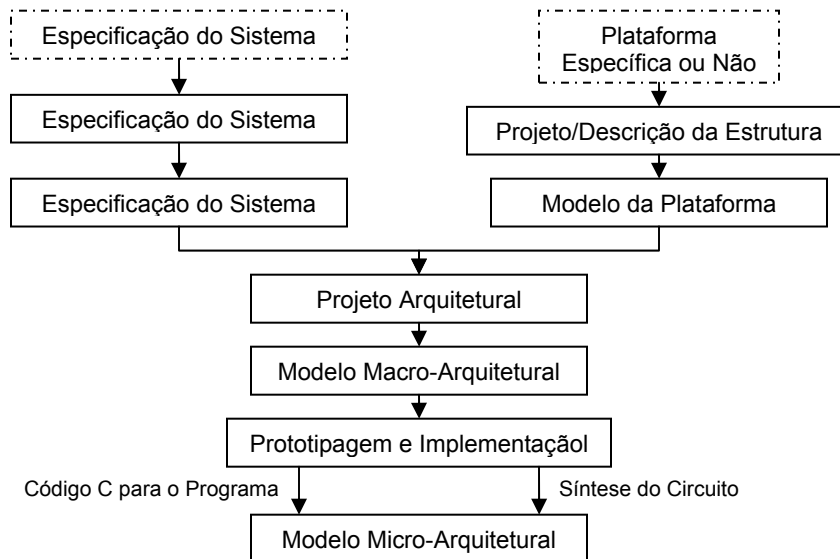 Especificação do Sistema
Plataforma
Específica ou Não
Especificação do Sistema
Projeto/Descrição da Estrutura
Especificação do Sistema
Modelo da Plataforma
Projeto Arquitetural
Modelo Macro-Arquitetural
Prototipagem e Implementaçãol
Código C para o Programa
Síntese do Circuito
Modelo Micro-Arquitetural